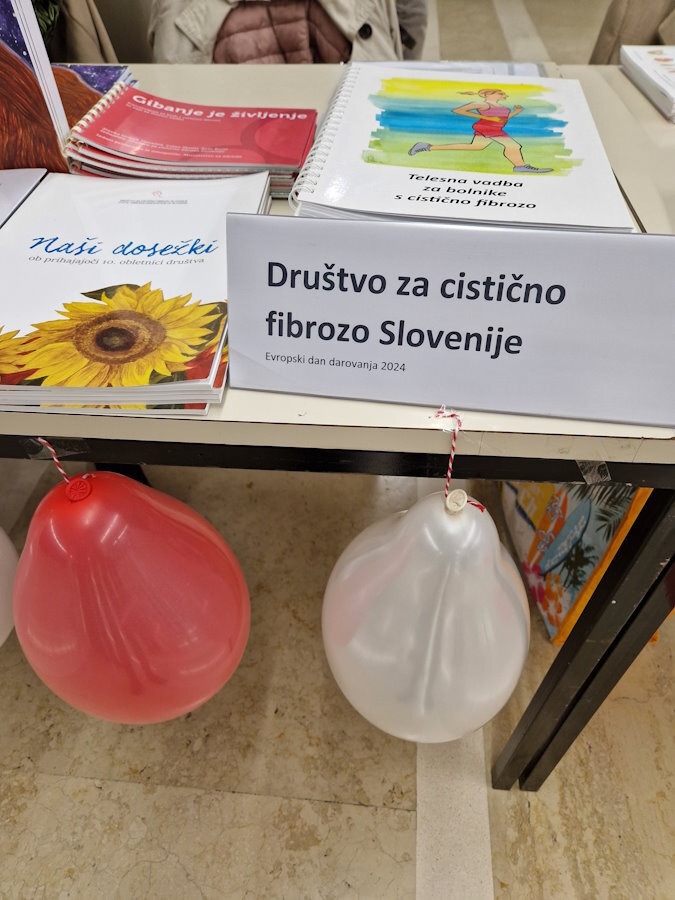 Gibanje je življenje
Telesna vadba
za bolnike
s cistično fibrozo
Naši dosežki
ob prihajajoči 10. obletnici društva
Društvo za cistično
fibrozo Slovenije
Evropski dan darovanja 2024